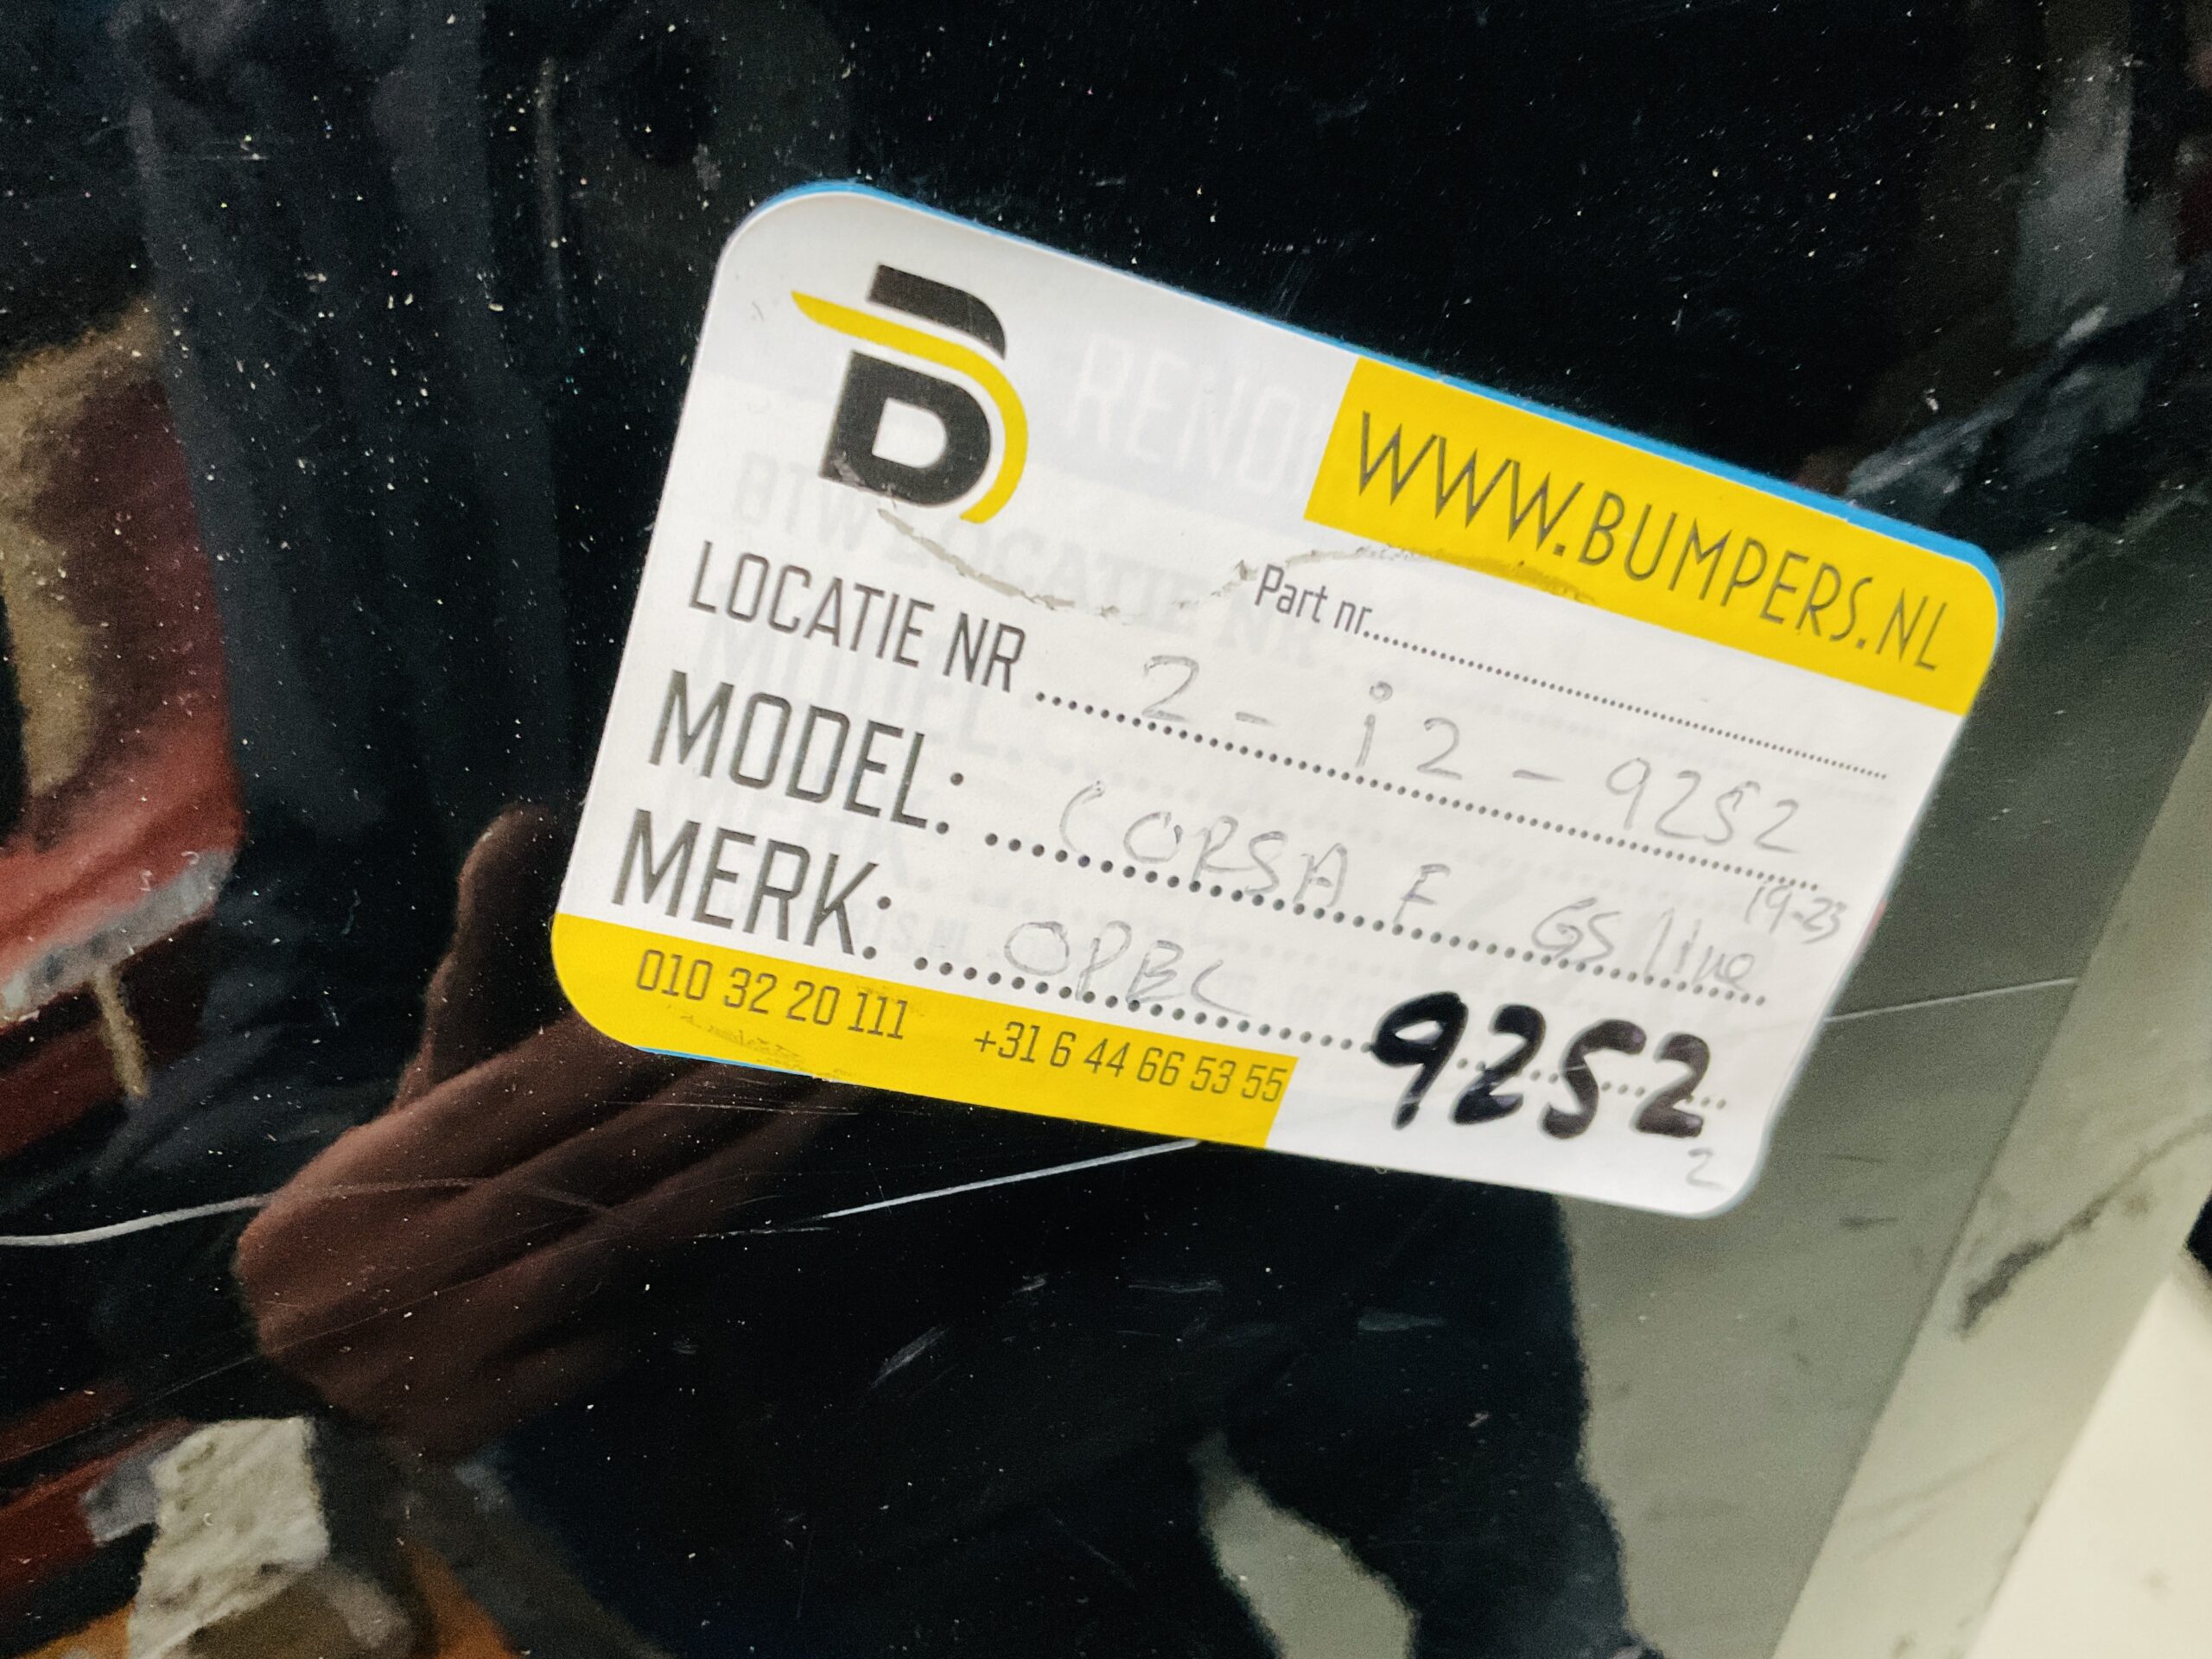 B
WWW.BUMPERS.NL
Part nr
LOCATIE NR 2 - i2 - 9252
MODEL: CORSA F GS line 19-23
MERK: OPEL
9252
010 32 20 111 +31 6 44 66 53 55
2